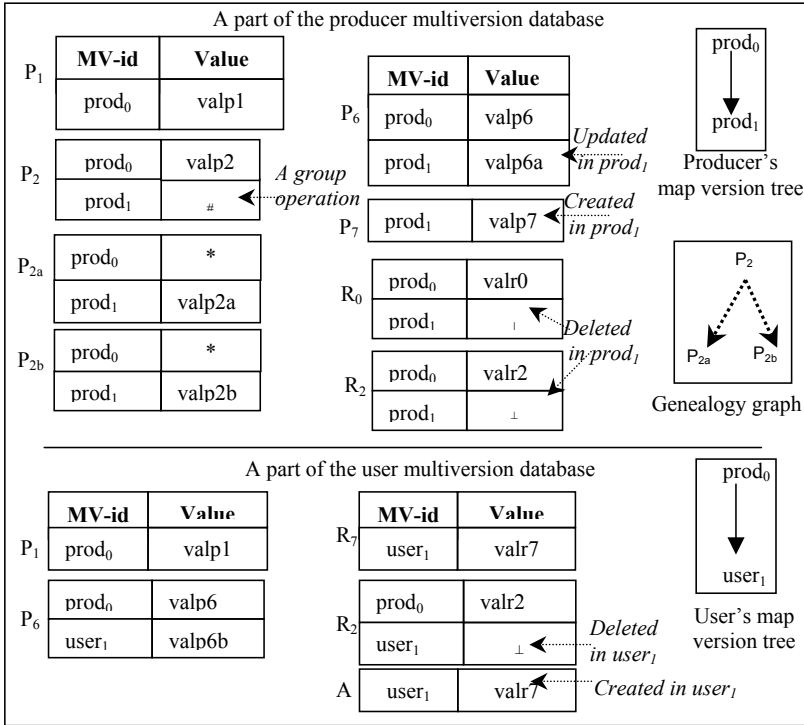 A part of the producer multiversion database
P₁
MV-id Value
prod₀ valp1
P₂
prod₀ valp2
prod₁ #
A group
operation
P₂ₐ
prod₀ *
prod₁ valp2a
P₂b
prod₀ *
prod₁ valp2b
P₆
MV-id Value
prod₀ valp6
prod₁ valp6a
Updated
in prod₁
P₇
prod₁ valp7
Created
in prod₁
R₀
prod₀ valr0
prod₁ ⊥
R₂
prod₀ valr2
prod₁ ⊥
Deleted
in prod₁
prod₀
prod₁
Producer's
map version tree
P₂
P₂ₐ P₂b
Genealogy graph
A part of the user multiversion database
P₁
MV-id Value
prod₀ valp1
P₆
prod₀ valp6
user₁ valp6b
R₇
MV-id Value
user₁ valr7
R₂
prod₀ valr2
user₁ ⊥
Deleted
in user₁
A
user₁ valr7
Created in user₁
prod₀
user₁
User's map
version tree